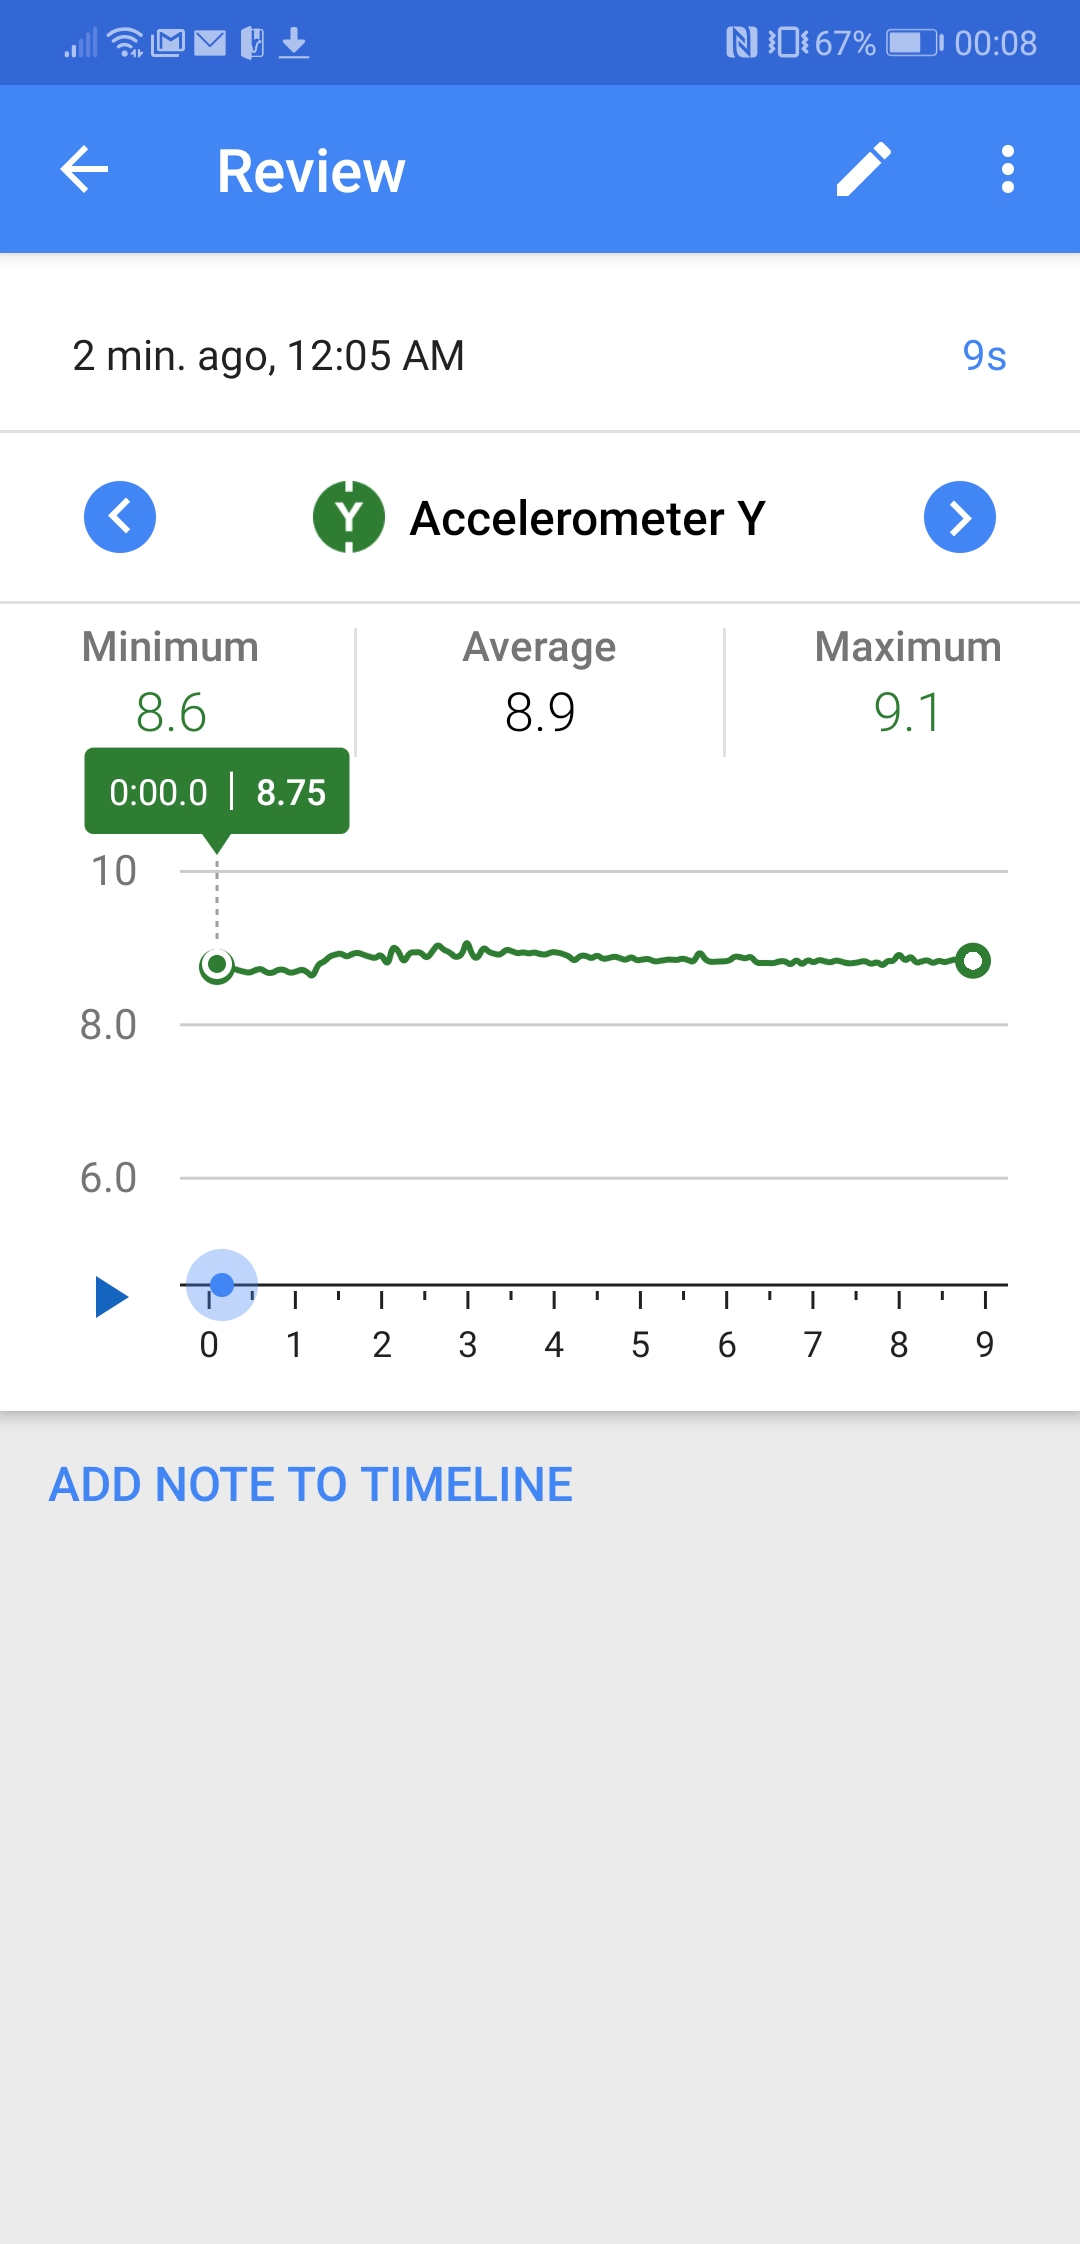 67% 00:08
Review
2 min. ago, 12:05 AM 9s
Y Accelerometer Y
Minimum Average Maximum
8.6 8.9 9.1
0:00.0 | 8.75
10
8.0
6.0
0 1 2 3 4 5 6 7 8 9
ADD NOTE TO TIMELINE